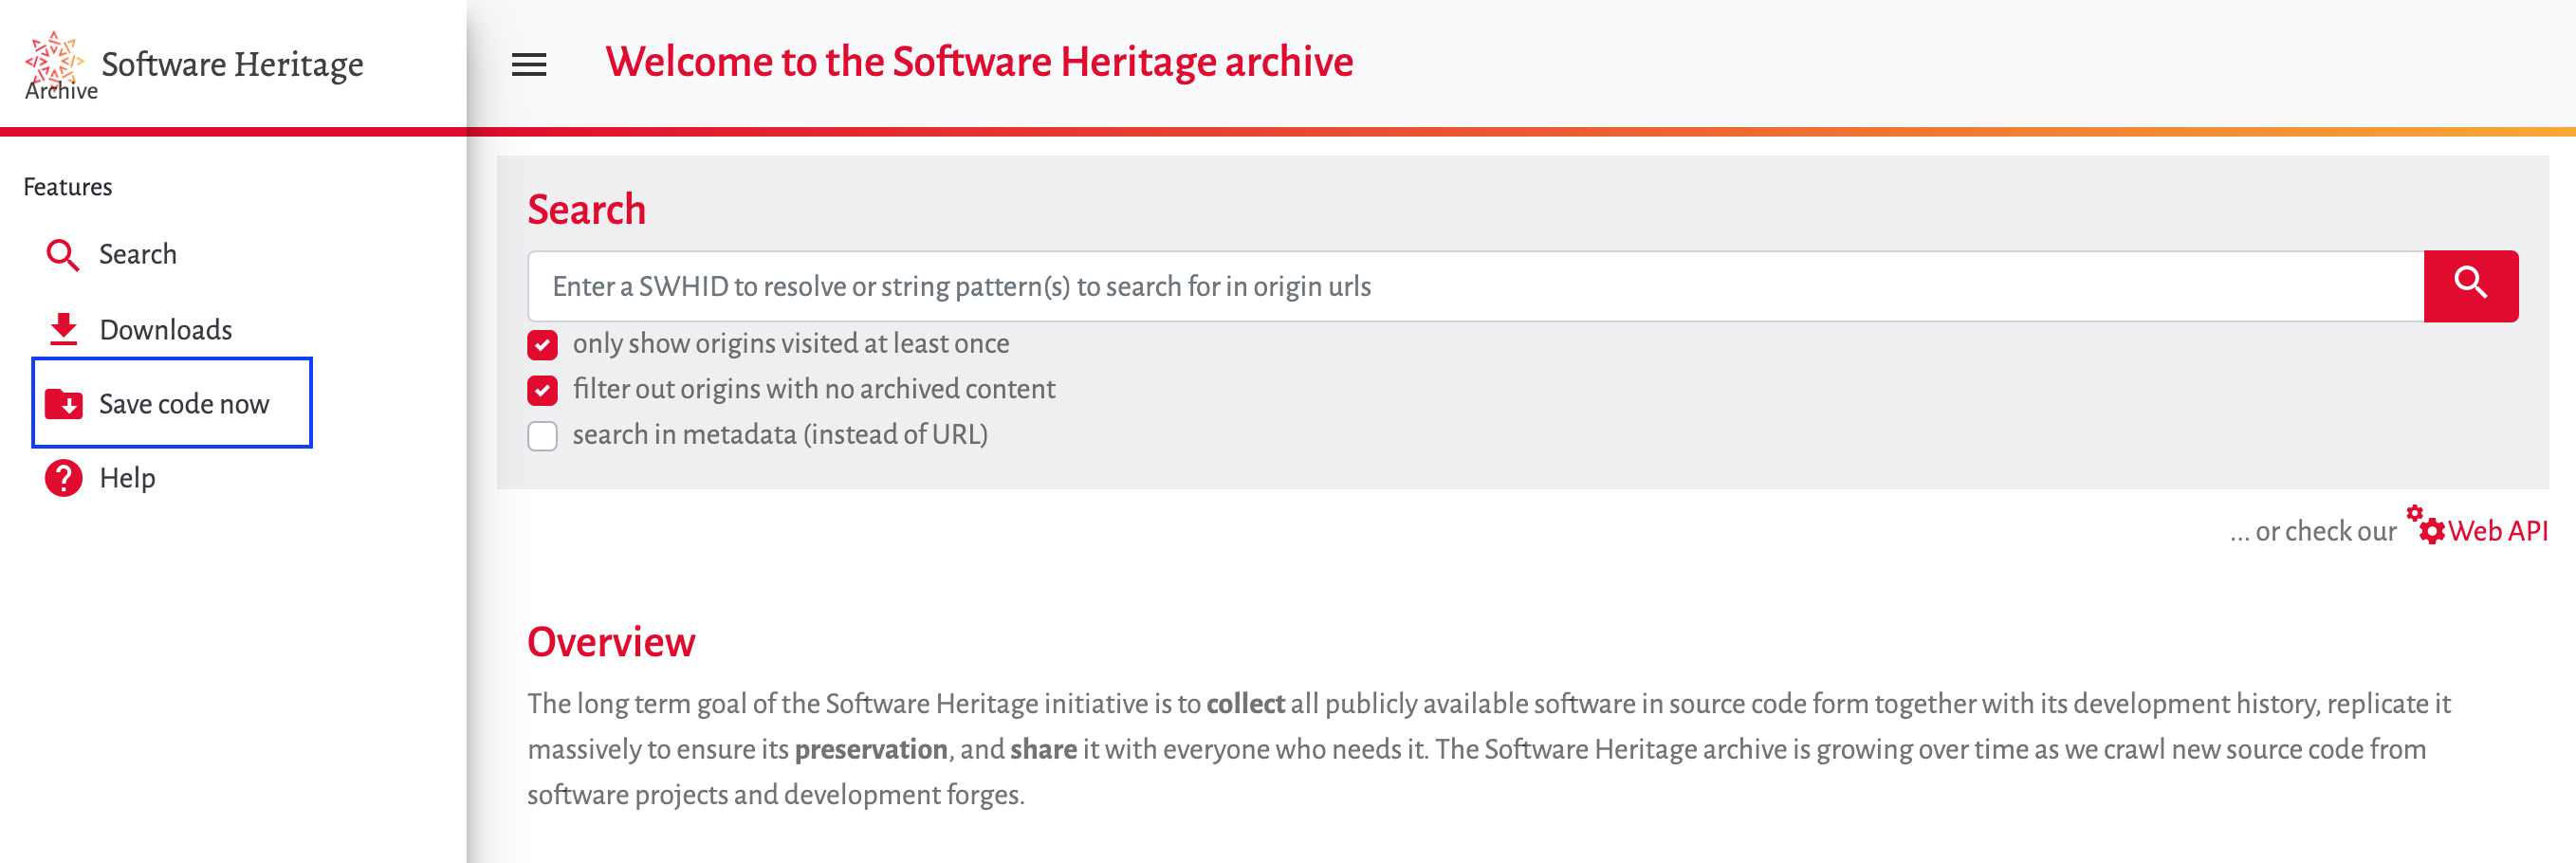 Software Heritage
Archive
Welcome to the Software Heritage archive
Features
Search
Downloads
Save code now
Help
Search
Enter a SWHID to resolve or string pattern(s) to search for in origin urls
only show origins visited at least once
filter out origins with no archived content
search in metadata (instead of URL)
... or check our Web API
Overview
The long term goal of the Software Heritage initiative is to collect all publicly available software in source code form together with its development history, replicate it
massively to ensure its preservation, and share it with everyone who needs it. The Software Heritage archive is growing over time as we crawl new source code from
software projects and development forges.